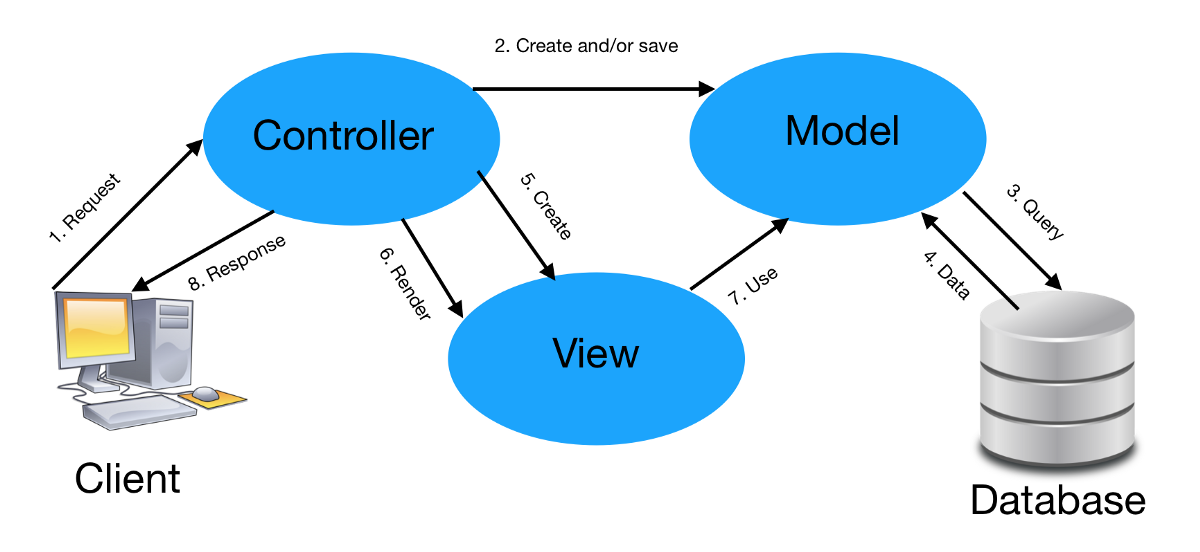 2. Create and/or save
Controller
Model
1. Request
5. Create
3. Query
8. Response
6. Render
7. Use
4. Data
View
Client
Database